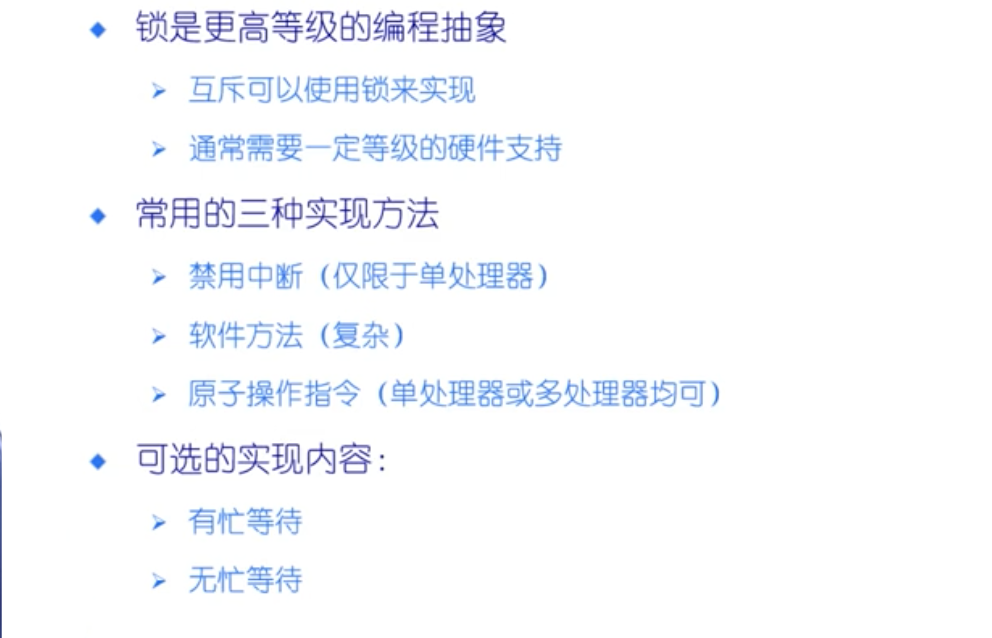 锁是更高等级的编程抽象
互斥可以使用锁来实现
通常需要一定等级的硬件支持
常用的三种实现方法
禁用中断（仅限于单处理器）
软件方法（复杂）
原子操作指令（单处理器或多处理器均可）
可选的实现内容：
有忙等待
无忙等待